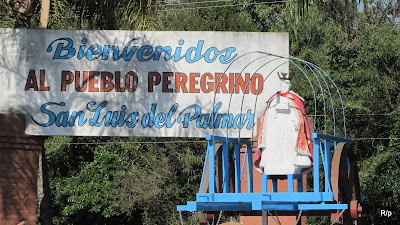 Bienvenidos
AL PUEBLO PEREGRINO
San Luis del Palmar
R/p